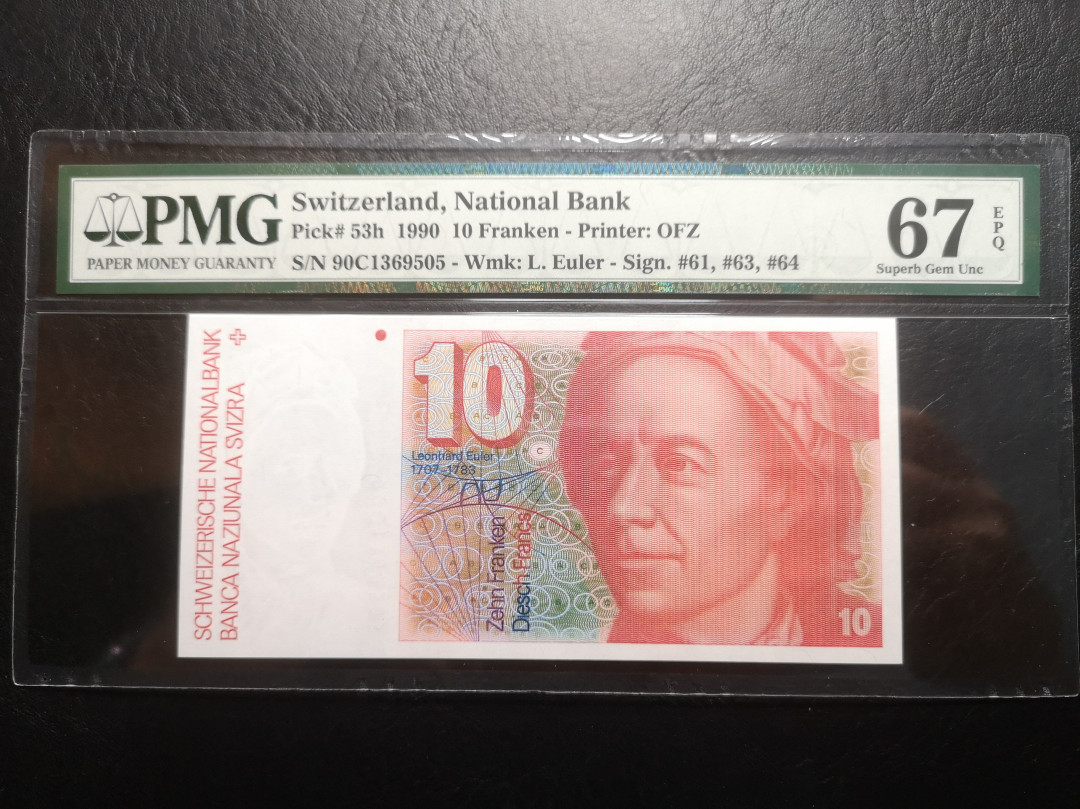 PMG
PAPER MONEY GUARANTY
Switzerland, National Bank
Pick# 53h 1990 10 Franken - Printer: OFZ
S/N 90C1369505 - Wmk: L. Euler - Sign. #61, #63, #64
67
Superb Gem Unc
EPQ
SCHWEIZERISCHE NATIONALBANK
BANCA NAZIUNALA SVIZRA
10
Leonhard Euler
1707-1783
C
Zehn Franken
Diesch Francs
10